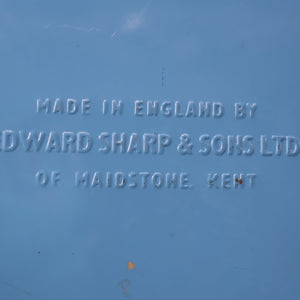 MADE IN ENGLAND BY
DWARD SHARP & SONS LTD
OF MAIDSTONE. KENT